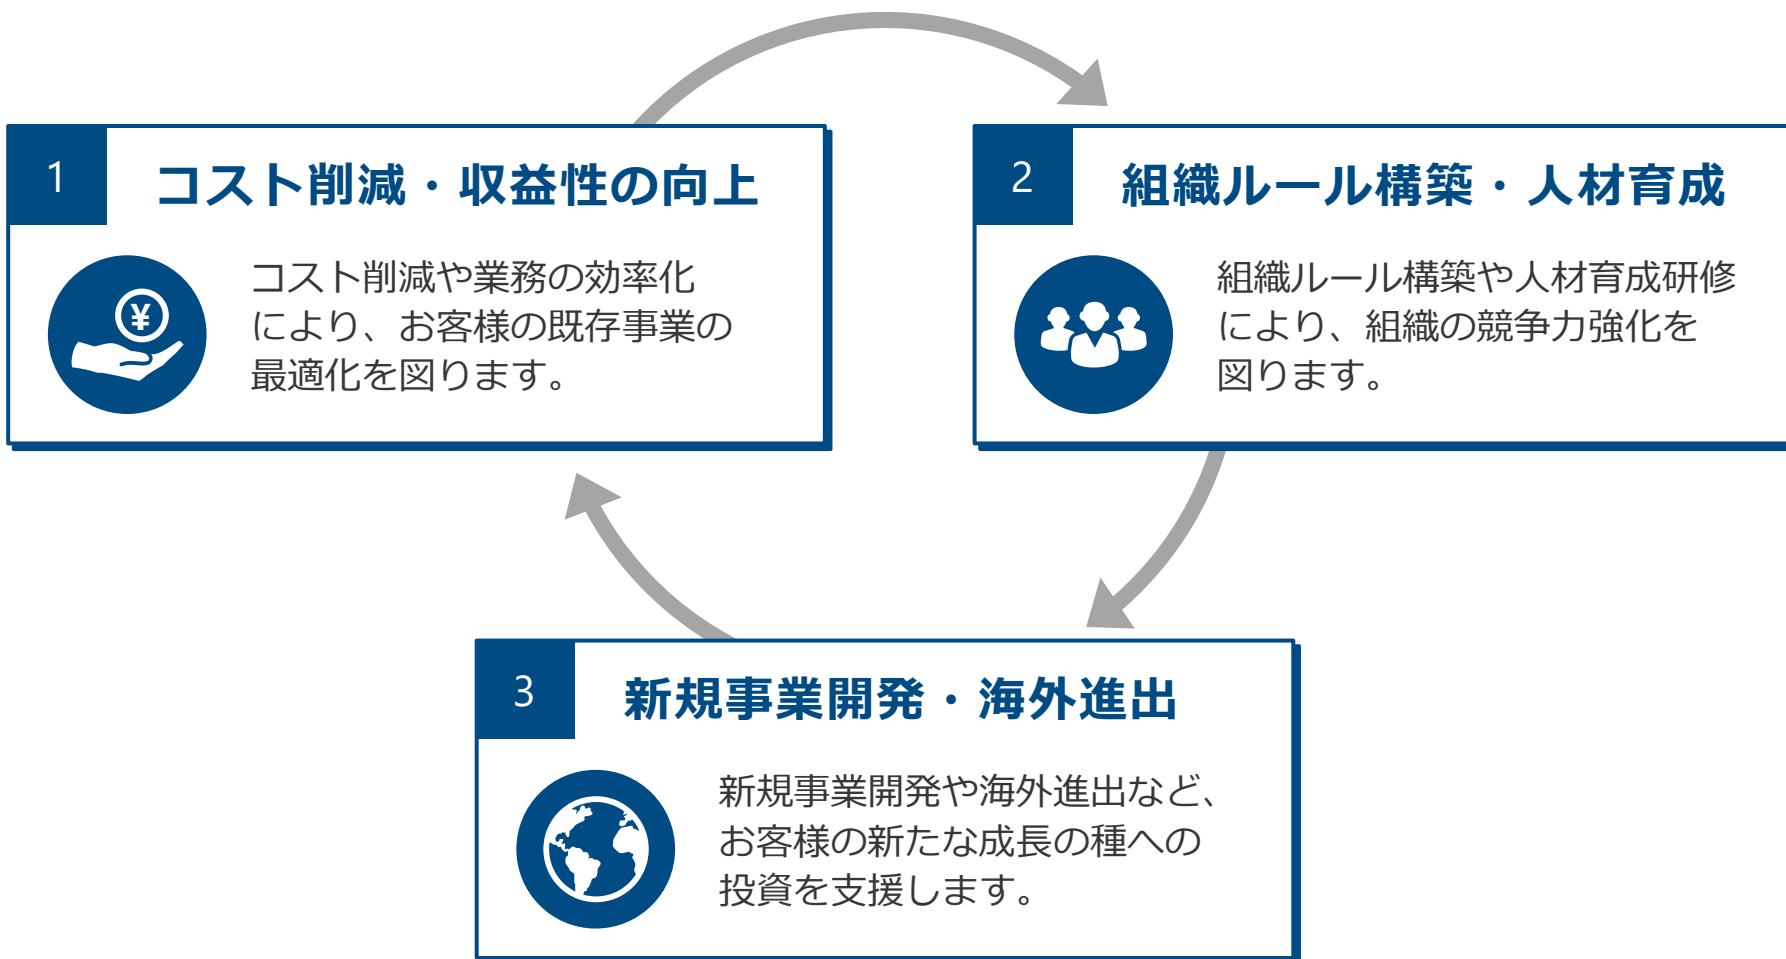 1
コスト削減・収益性の向上
¥
コスト削減や業務の効率化
により、お客様の既存事業の
最適化を図ります。
2
組織ルール構築・人材育成
組織ルール構築や人材育成研修
により、組織の競争力強化を
図ります。
3
新規事業開発・海外進出
新規事業開発や海外進出など、
お客様の新たな成長の種への
投資を支援します。